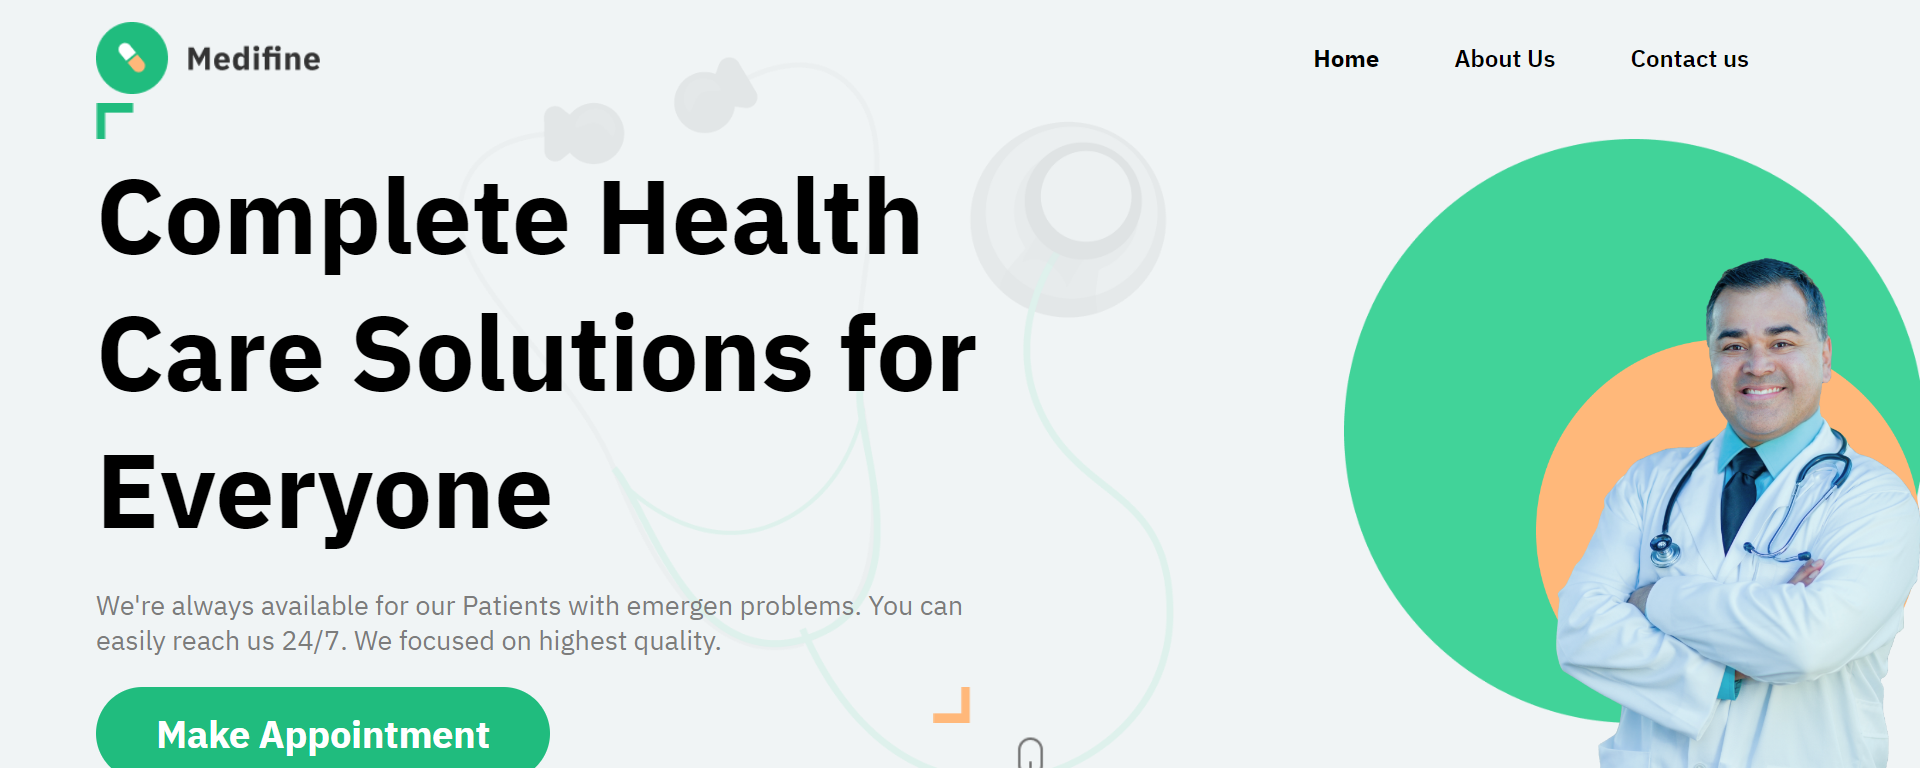 Medifine
Home
About Us
Contact us
Complete Health
Care Solutions for
Everyone
We're always available for our Patients with emergen problems. You can
easily reach us 24/7. We focused on highest quality.
Make Appointment